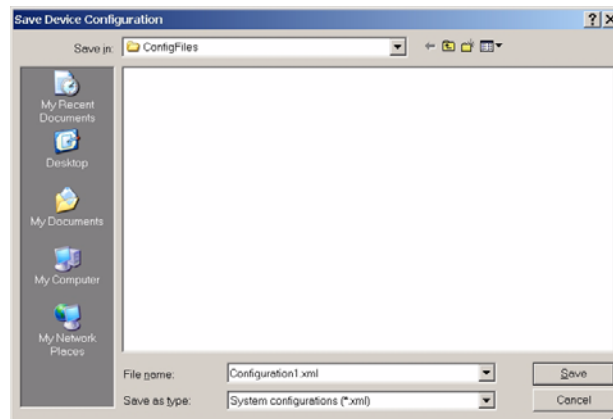 Save Device Configuration
Save in: ConfigFiles
My Recent
Documents
Desktop
My Documents
My Computer
My Network
Places
File name: Configuration1.xml Save
Save as type: System configurations (*.xml) Cancel